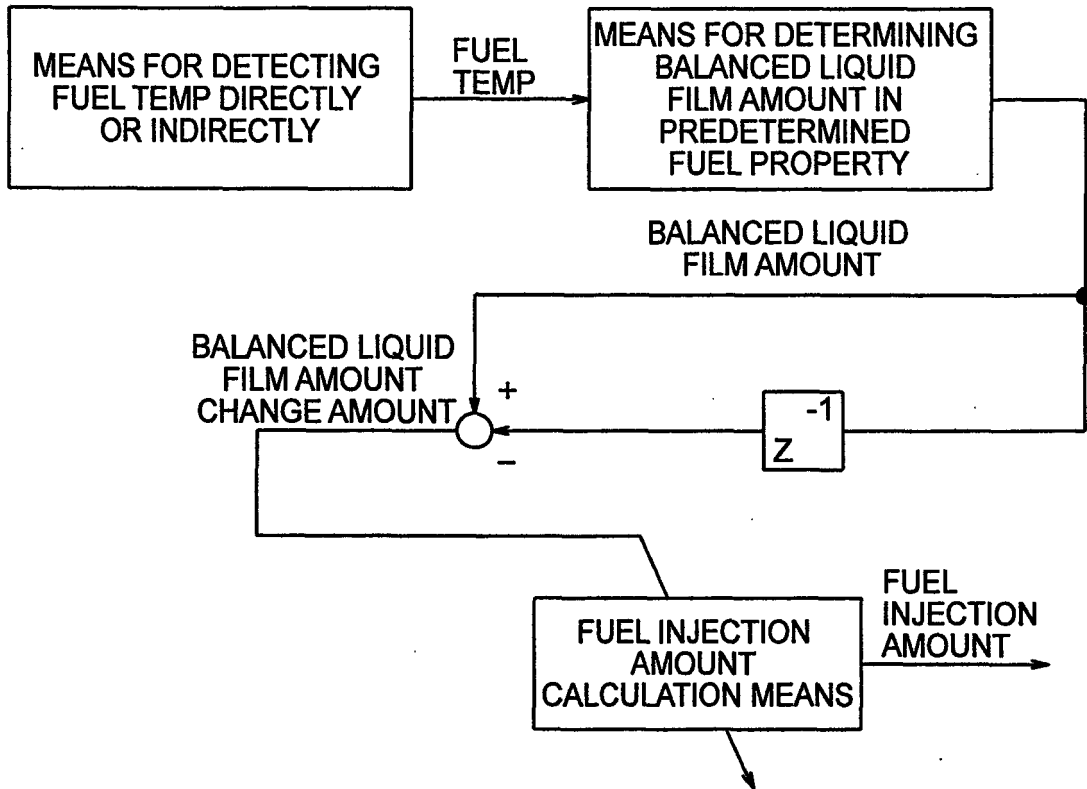 MEANS FOR DETECTING
FUEL TEMP DIRECTLY
OR INDIRECTLY
FUEL
TEMP
MEANS FOR DETERMINING
BALANCED LIQUID
FILM AMOUNT IN
PREDETERMINED
FUEL PROPERTY
BALANCED LIQUID
FILM AMOUNT
BALANCED LIQUID
FILM AMOUNT
CHANGE AMOUNT
+
−
-1
Z
FUEL INJECTION
AMOUNT
CALCULATION MEANS
FUEL
INJECTION
AMOUNT